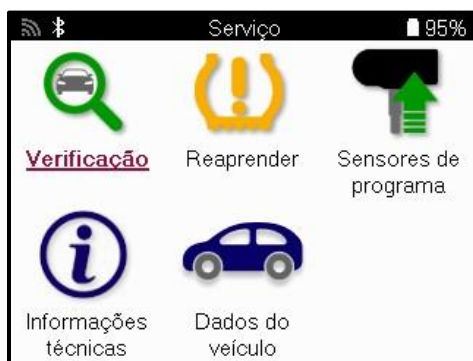 Serviço 95%
Verificação Reaprender Sensores de
programa
Informações Dados do
técnicas veículo